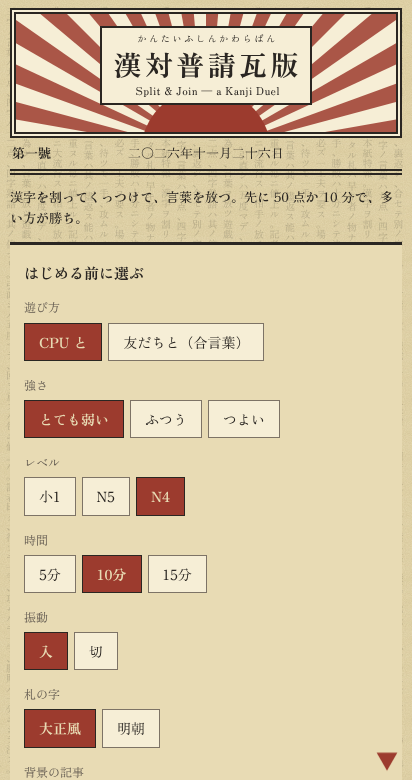 かんたいふしんかわらばん
漢対普請瓦版
Split & Join — a Kanji Duel
第一號
二〇二六年十一月二十六日
漢字を割ってくっつけて、言葉を放つ。先に 50 点か 10 分で、多
い方が勝ち。
はじめる前に選ぶ
遊び方
CPU と
友だちと（合言葉）
強さ
とても弱い
ふつう
つよい
レベル
小1
N5
N4
時間
5分
10分
15分
振動
入
切
札の字
大正風
明朝
背景の記事